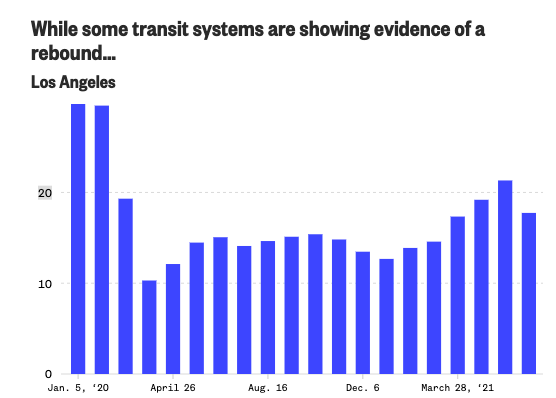 While some transit systems are showing evidence of a
rebound…
Los Angeles
20
10
0
Jan. 5, ‘20 April 26 Aug. 16 Dec. 6 March 28, ‘21